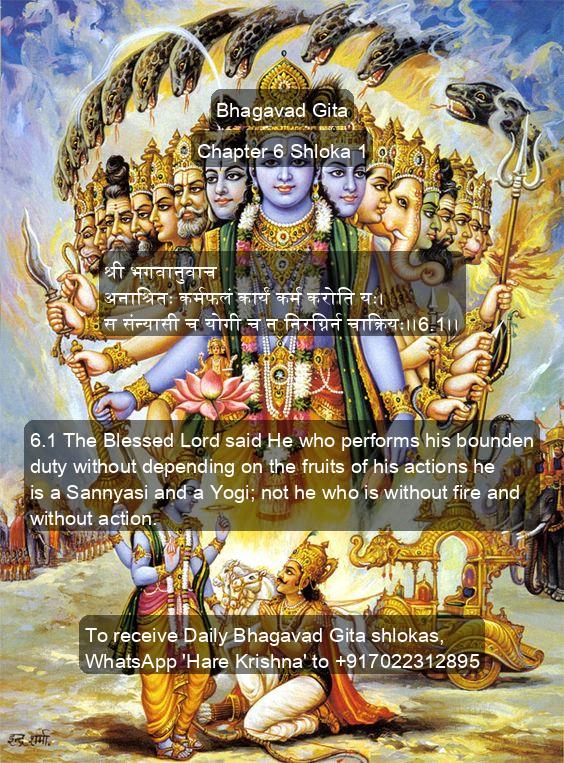 Bhagavad Gita
Chapter 6 Shloka 1
श्री भगवानुवाच
अनाश्रितः कर्मफलं कार्यं कर्म करोति यः।
स संन्यासी च योगी च न निरग्निर्न चाक्रियः।।6.1।।
6.1 The Blessed Lord said He who performs his bounden
duty without depending on the fruits of his actions he
is a Sannyasi and a Yogi; not he who is without fire and
without action.
To receive Daily Bhagavad Gita shlokas,
WhatsApp 'Hare Krishna' to +917022312895
इन्द्र शर्मा.